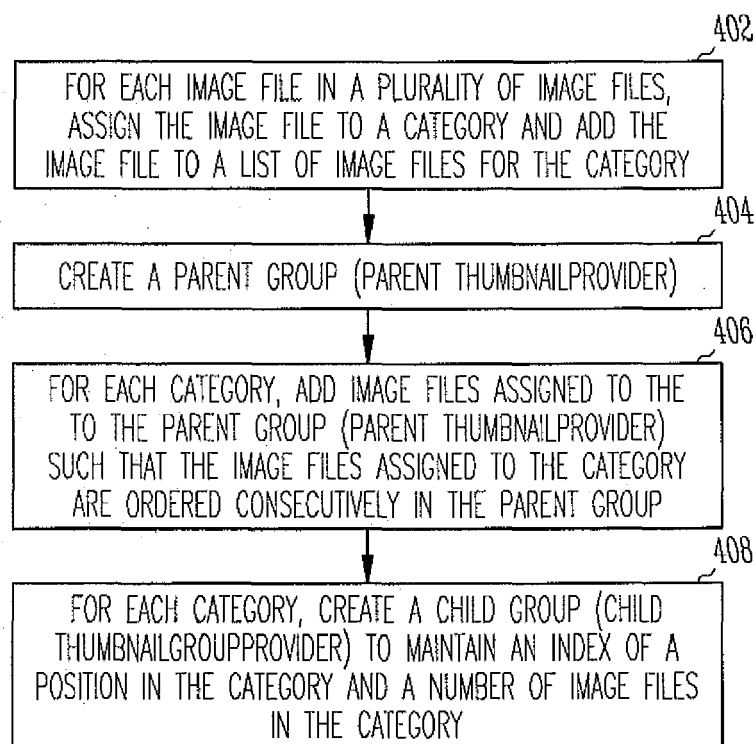 402
FOR EACH IMAGE FILE IN A PLURALITY OF IMAGE FILES,
ASSIGN THE IMAGE FILE TO A CATEGORY AND ADD THE
IMAGE FILE TO A LIST OF IMAGE FILES FOR THE CATEGORY
404
CREATE A PARENT GROUP (PARENT THUMBNAILPROVIDER)
406
FOR EACH CATEGORY, ADD IMAGE FILES ASSIGNED TO THE
TO THE PARENT GROUP (PARENT THUMBNAILPROVIDER)
SUCH THAT THE IMAGE FILES ASSIGNED TO THE CATEGORY
ARE ORDERED CONSECUTIVELY IN THE PARENT GROUP
408
FOR EACH CATEGORY, CREATE A CHILD GROUP (CHILD
THUMBNAILGROUPPROVIDER) TO MAINTAIN AN INDEX OF A
POSITION IN THE CATEGORY AND A NUMBER OF IMAGE FILES
IN THE CATEGORY